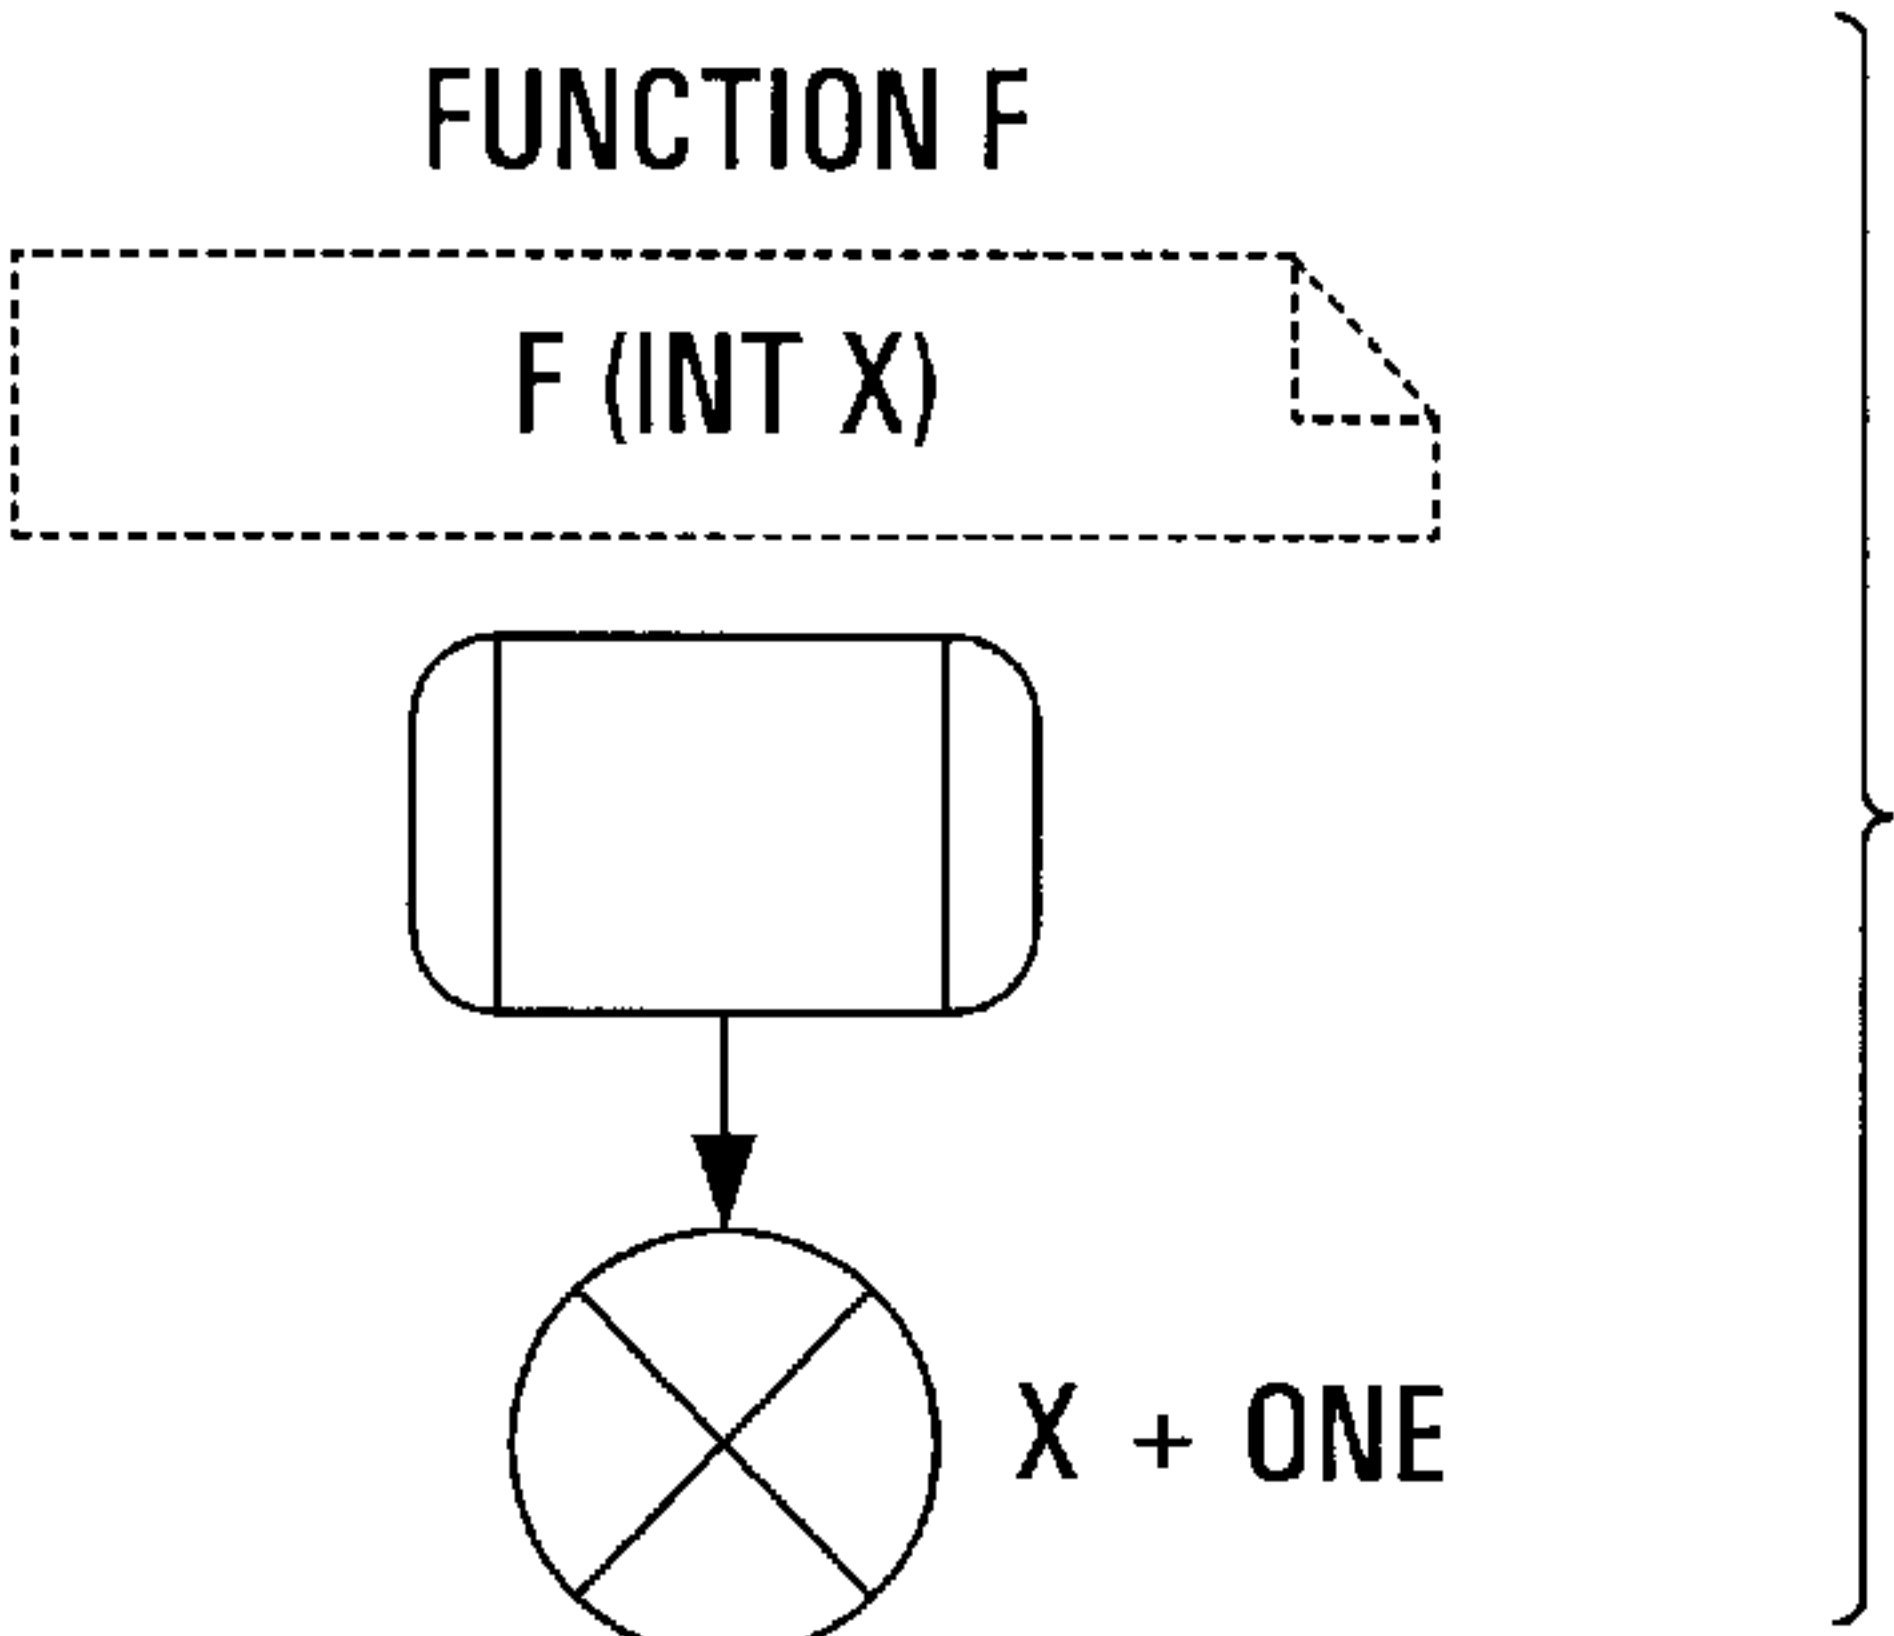 FUNCTION F
F (INT X)
X + ONE